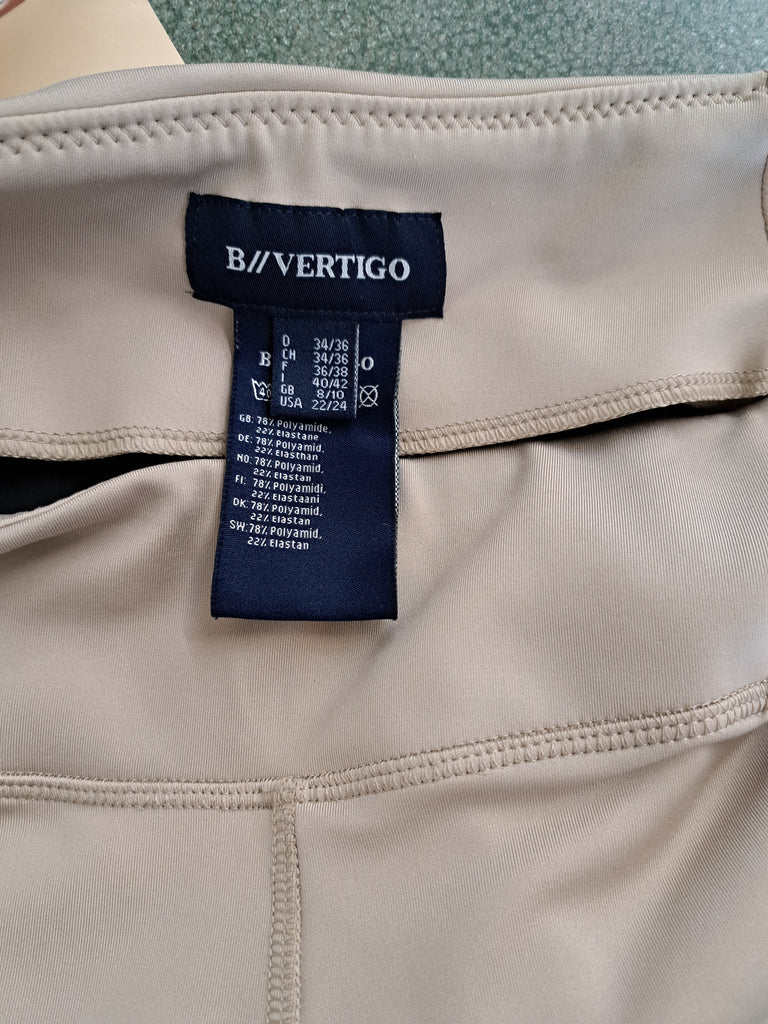 B//VERTIGO
B O
D 34/36
CH 34/36
F 36/38
I 40/42
GB 8/10
USA 22/24
40
GB: 78% Polyamide,
22% Elastane
DE: 78% Polyamid,
22% Elasthan
NO: 78% Polyamid,
22% Elastan
FI: 78% Polyamidi,
22% Elastaani
DK: 78% Polyamid,
22% Elastan
SW: 78% Polyamid,
22% Elastan